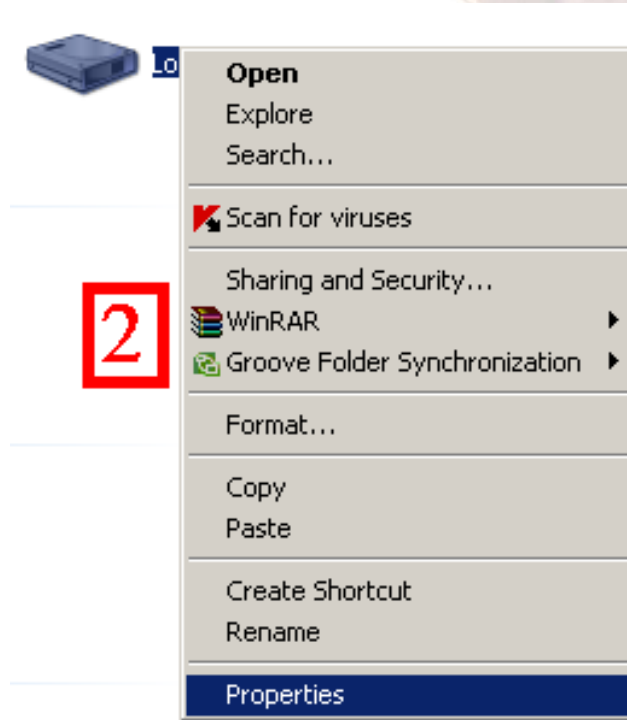 Lo
Open
Explore
Search...
Scan for viruses
Sharing and Security...
2
WinRAR
Groove Folder Synchronization
Format...
Copy
Paste
Create Shortcut
Rename
Properties